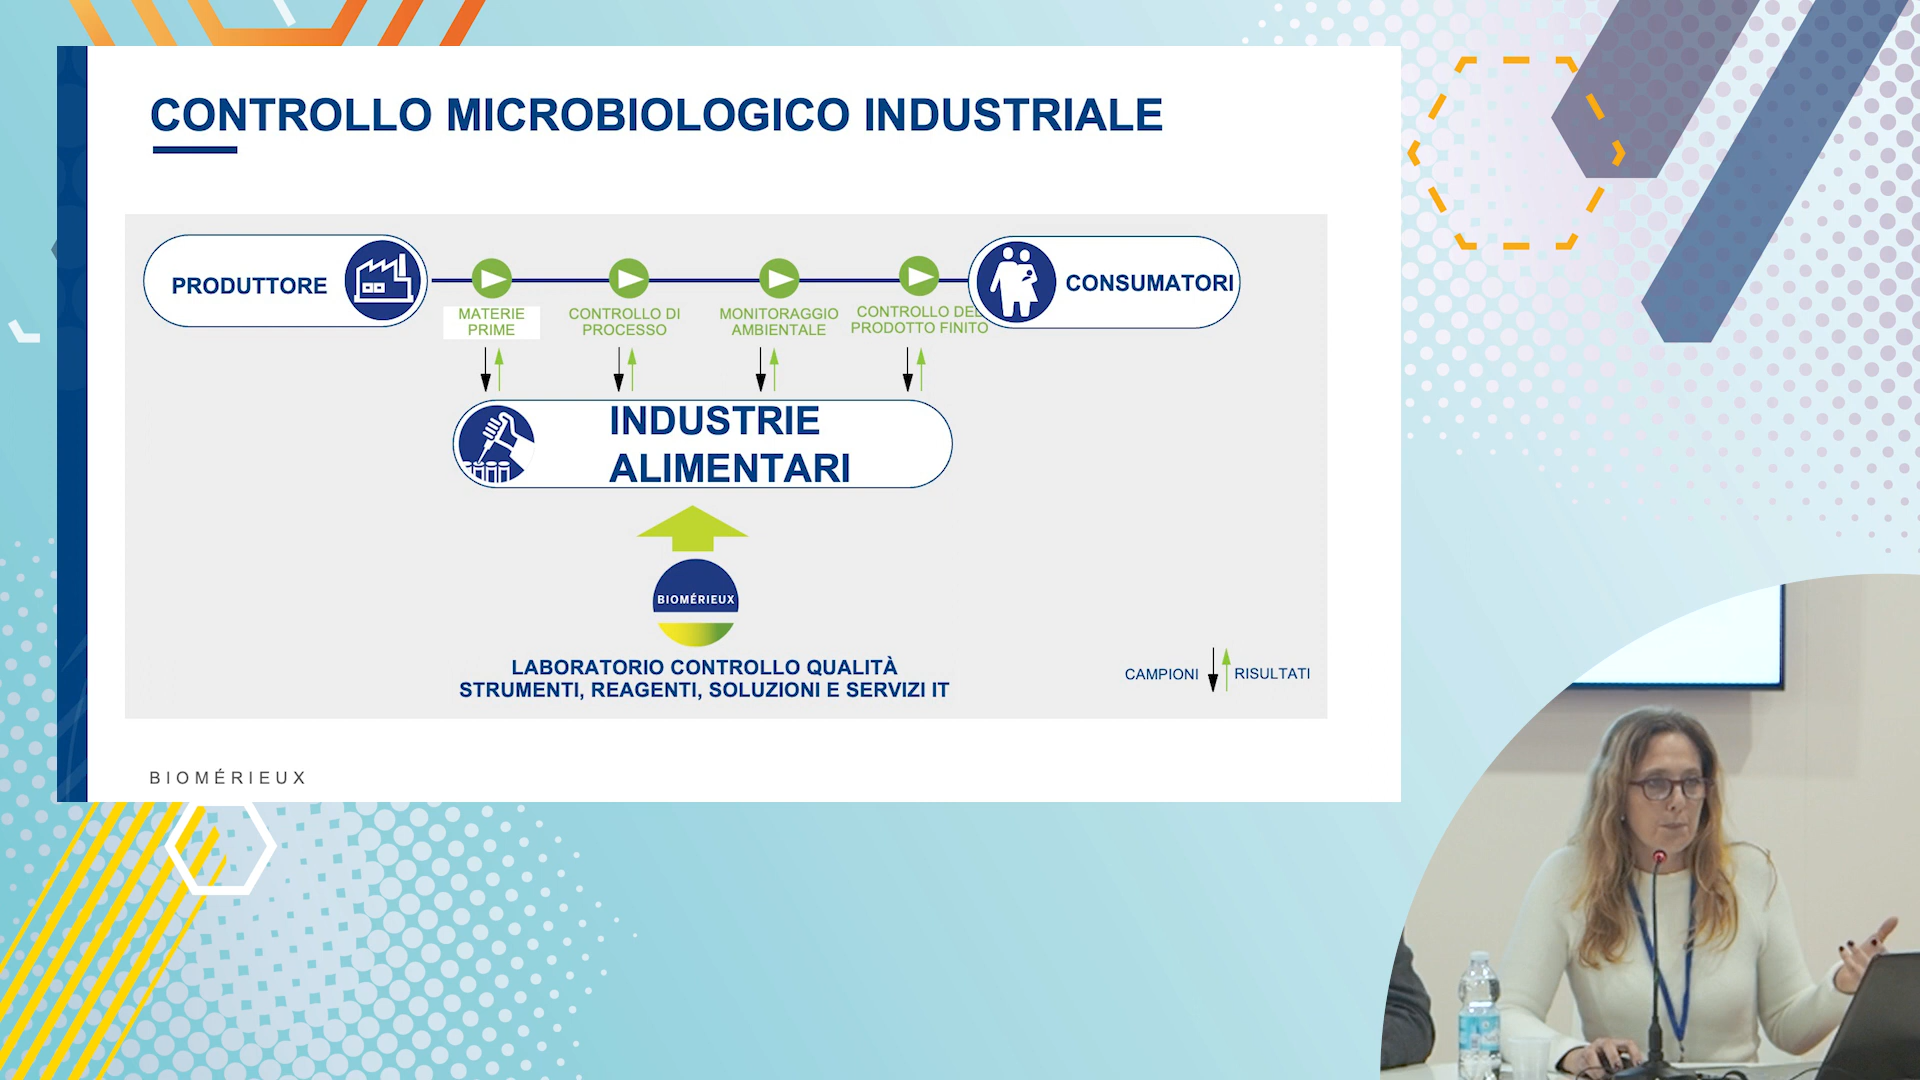 CONTROLLO MICROBIOLOGICO INDUSTRIALE
PRODUTTORE
CONSUMATORI
MATERIE
PRIME
CONTROLLO DI
PROCESSO
MONITORAGGIO
AMBIENTALE
CONTROLLO DEL
PRODOTTO FINITO
INDUSTRIE
ALIMENTARI
BIOMÉRIEUX
LABORATORIO CONTROLLO QUALITÀ
STRUMENTI, REAGENTI, SOLUZIONI E SERVIZI IT
CAMPIONI
RISULTATI
BIOMÉRIEUX